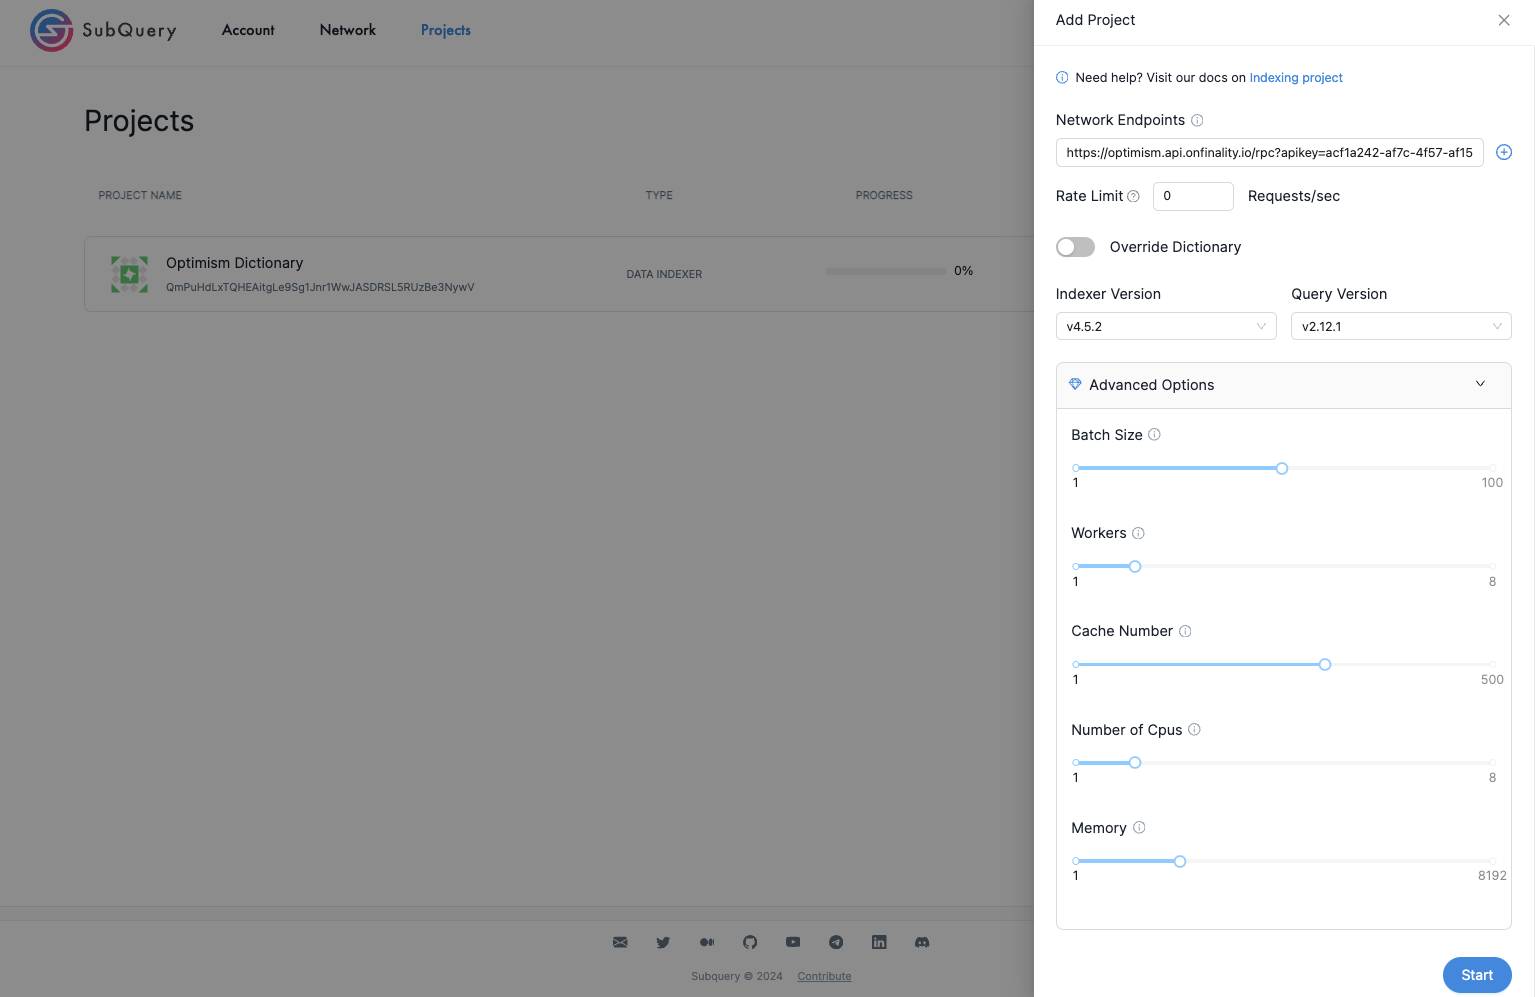 SubQuery
Account
Network
Projects
Projects
PROJECT NAME
TYPE
PROGRESS
Optimism Dictionary
QmPuHdLxTQHEAitgLe9Sg1Jnr1WwJASDRSL5RUzBe3NywV
DATA INDEXER
0%
Subquery © 2024
Contribute
Add Project
Need help? Visit our docs on Indexing project
Network Endpoints
https://optimism.api.onfinality.io/rpc?apikey=acf1a242-af7c-4f57-af15
Rate Limit
0
Requests/sec
Override Dictionary
Indexer Version
Query Version
v4.5.2
v2.12.1
Advanced Options
Batch Size
1
100
Workers
1
8
Cache Number
1
500
Number of Cpus
1
8
Memory
1
8192
Start